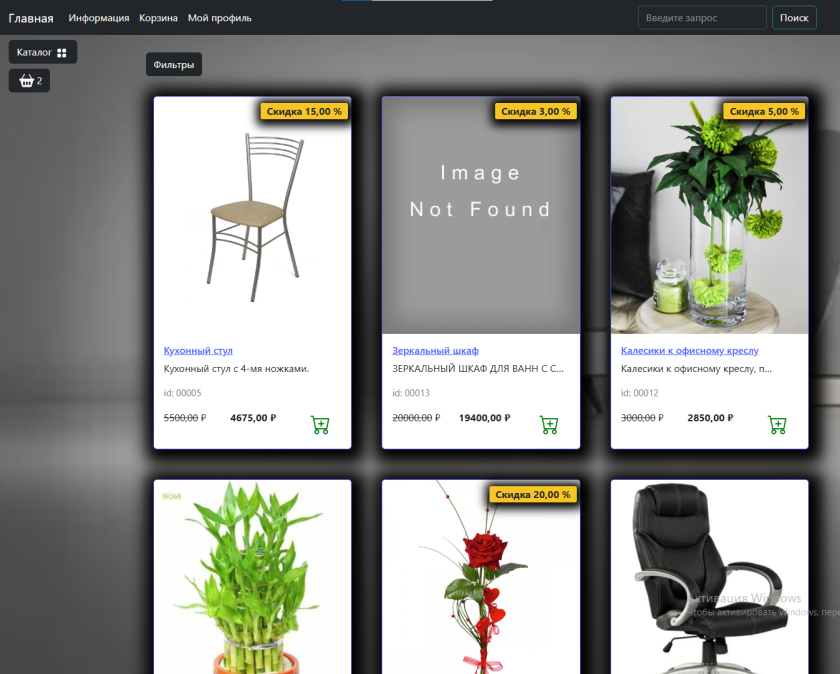 Главная Информация Корзина Мой профиль Введите запрос Поиск
Каталог
2
Фильтры
Скидка 15,00 %
Скидка 3,00 %
Скидка 5,00 %
Image
Not Found
Кухонный стул
Кухонный стул с 4-мя ножками.
id: 00005
5500,00 ₽ 4675,00 ₽
Зеркальный шкаф
ЗЕРКАЛЬНЫЙ ШКАФ ДЛЯ ВАНН С С...
id: 00013
20000,00 ₽ 19400,00 ₽
Калесики к офисному креслу
Калесики к офисному креслу, п...
id: 00012
3000,00 ₽ 2850,00 ₽
№268
Скидка 20,00 %
Активация Windows
Чтобы активировать Windows, пере